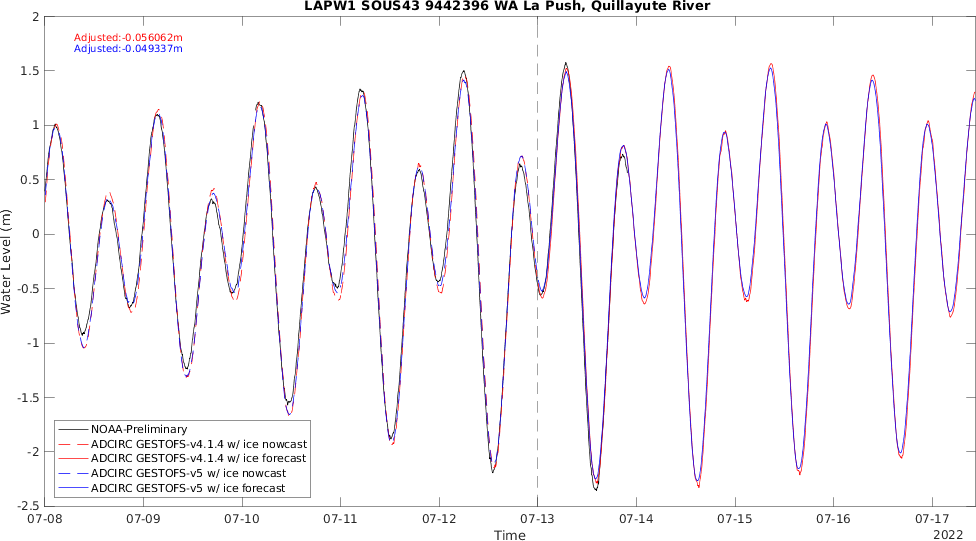 LAPW1 SOUS43 9442396 WA La Push, Quillayute River
Adjusted:-0.056062m
Adjusted:-0.049337m
2
1.5
1
0.5
0
-0.5
-1
-1.5
-2
-2.5
Water Level (m)
NOAA-Preliminary
ADCIRC GESTOFS-v4.1.4 w/ ice nowcast
ADCIRC GESTOFS-v4.1.4 w/ ice forecast
ADCIRC GESTOFS-v5 w/ ice nowcast
ADCIRC GESTOFS-v5 w/ ice forecast
07-08 07-09 07-10 07-11 07-12 07-13 07-14 07-15 07-16 07-17
Time
2022